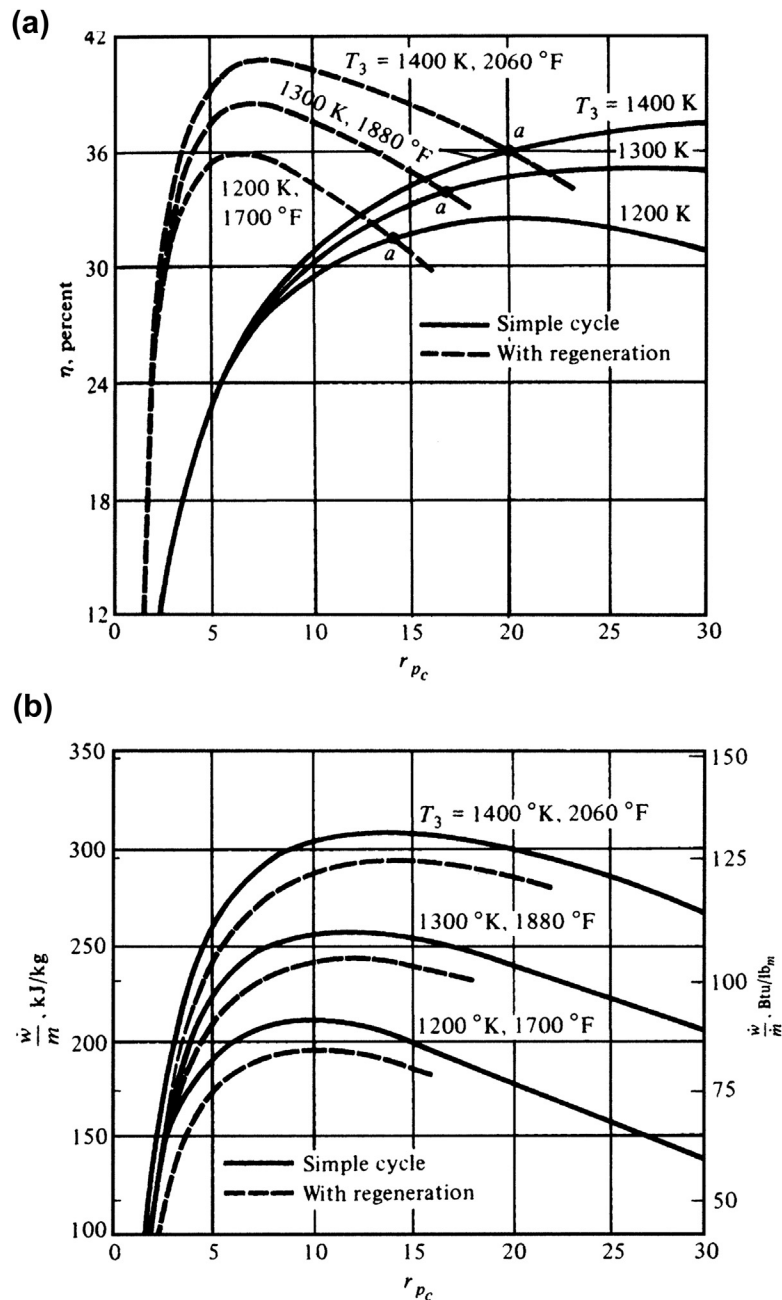 (a)
42
T₃ = 1400 K, 2060 °F
1300 K, 1880 °F
T₃ = 1400 K
a
36
1300 K
a
1200 K,
1700 °F
1200 K
a
30
η, percent
Simple cycle
With regeneration
24
18
12
0 5 10 15 20 25 30
r p c
(b)
350
150
T₃ = 1400 °K, 2060 °F
300
125
1300 °K, 1880 °F
250
100
ẇ/ṁ, kJ/kg
ẇ/ṁ, Btu/lbₘ
1200 °K, 1700 °F
200
75
150
Simple cycle
With regeneration
50
100
0 5 10 15 20 25 30
r p c